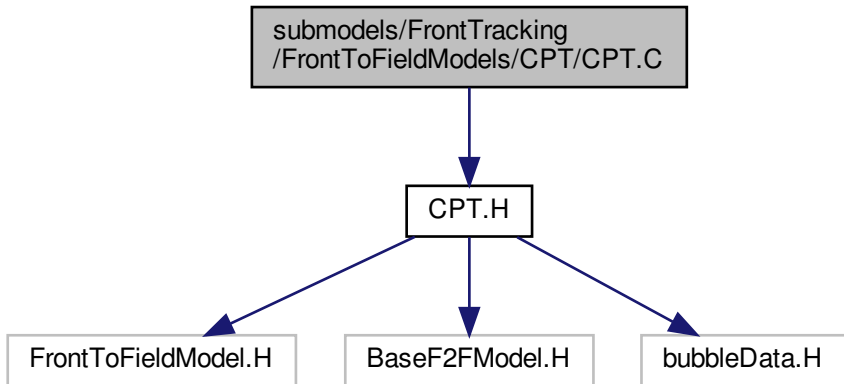 submodels/FrontTracking
/FrontToFieldModels/CPT/CPT.C
CPT.H
FrontToFieldModel.H
BaseF2FModel.H
bubbleData.H